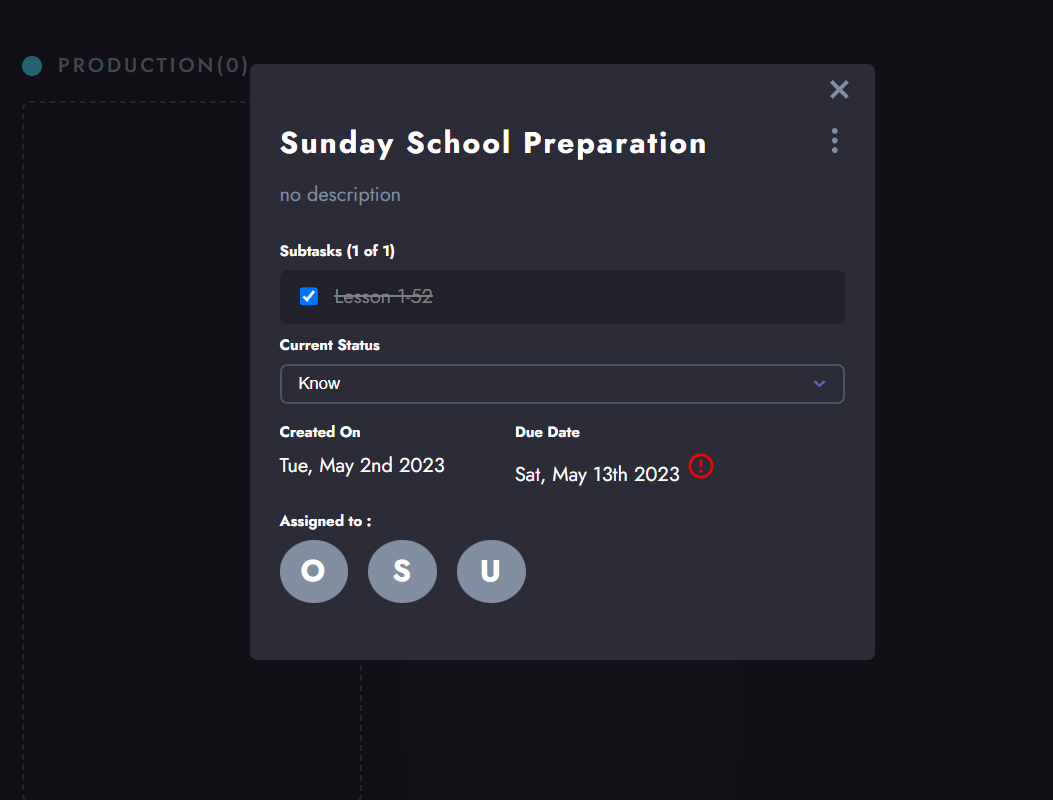 PRODUCTION(0)
Sunday School Preparation
no description
Subtasks (1 of 1)
Lesson 1-52
Current Status
Know
Created On
Due Date
Tue, May 2nd 2023
Sat, May 13th 2023
Assigned to :
O S U